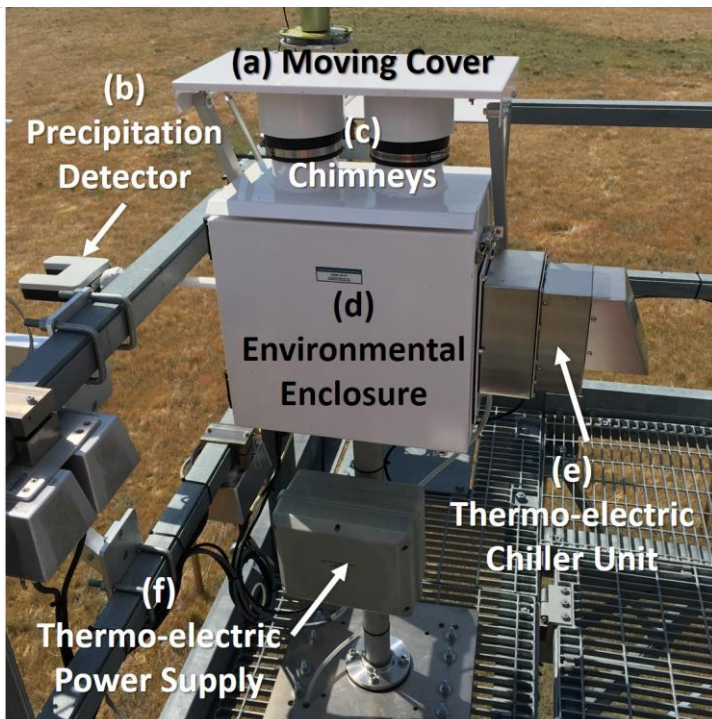 (a) Moving Cover
(b)
Precipitation
Detector
(c)
Chimneys
(d)
Environmental
Enclosure
(e)
Thermo-electric
Chiller Unit
(f)
Thermo-electric
Power Supply